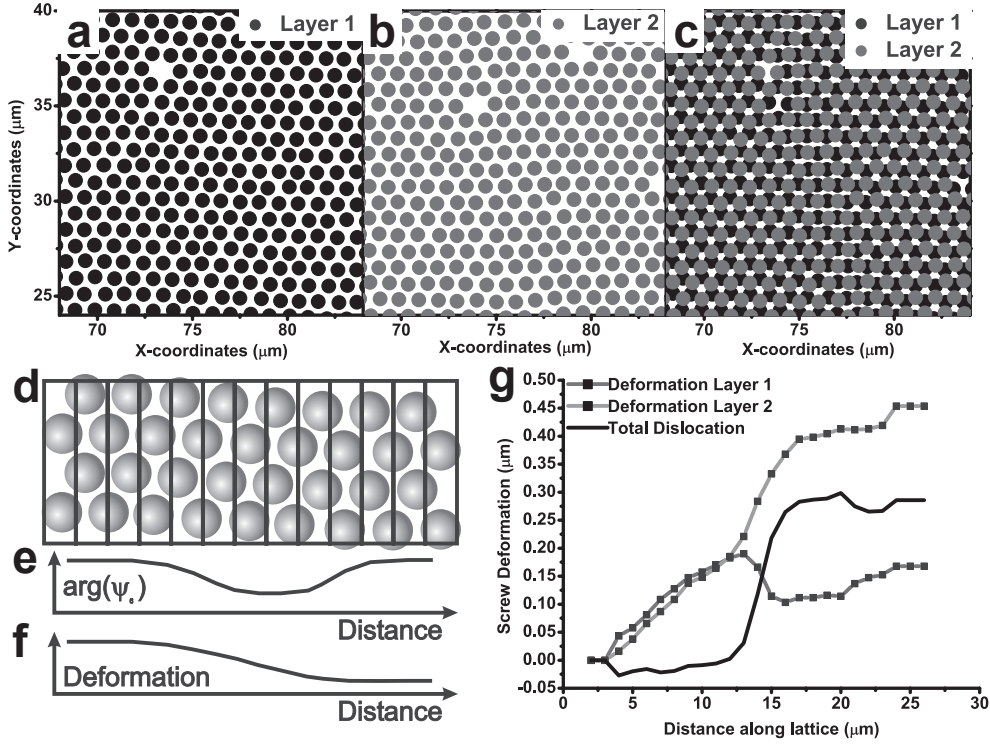 a
Layer 1
b
Layer 2
c
Layer 1
Layer 2
Y-coordinates (μm)
40
35
30
25
70 75 80
70 75 80
70 75 80
X-coordinates (μm)
X-coordinates (μm)
X-coordinates (μm)
d
e
arg(ψ₆)
Distance
f
Deformation
Distance
g
Deformation Layer 1
Deformation Layer 2
Total Dislocation
Screw Deformation (μm)
0.50
0.45
0.40
0.35
0.30
0.25
0.20
0.15
0.10
0.05
0.00
-0.05
0 5 10 15 20 25 30
Distance along lattice (μm)